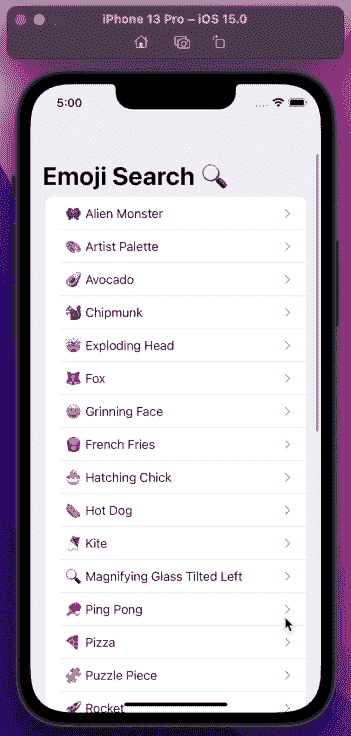 iPhone 13 Pro – iOS 15.0
5:00
Emoji Search 🔍
Alien Monster
Artist Palette
Avocado
Chipmunk
Exploding Head
Fox
Grinning Face
French Fries
Hatching Chick
Hot Dog
Kite
Magnifying Glass Tilted Left
Ping Pong
Pizza
Puzzle Piece
Rocket